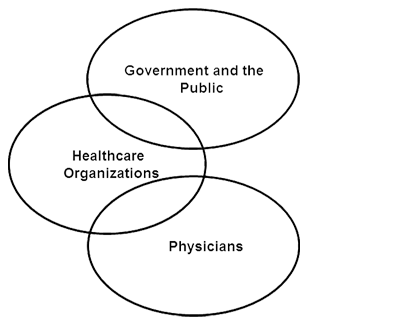 Government and the
Public
Healthcare
Organizations
Physicians